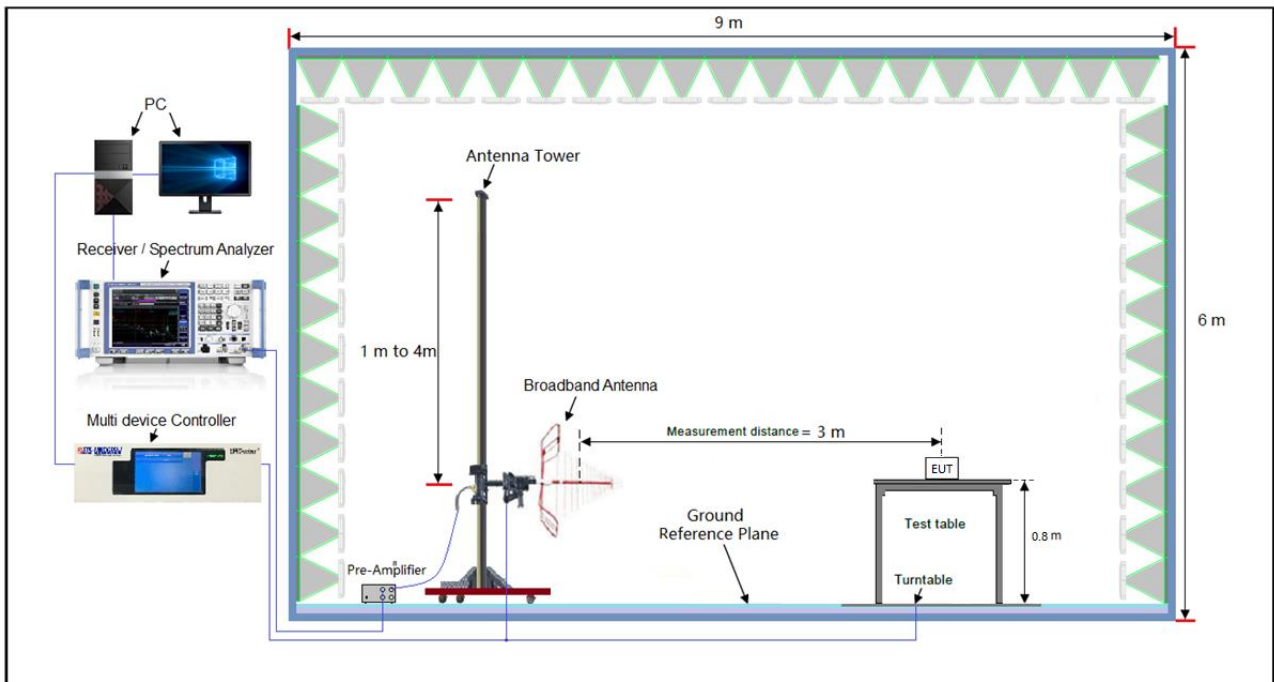 9 m
PC
Antenna Tower
Receiver / Spectrum Analyzer
6 m
1 m to 4m
Broadband Antenna
Multi device Controller
Measurement distance = 3 m
EUT
Ground
Reference Plane
Test table
0.8 m
Pre-Amplifier
Turntable